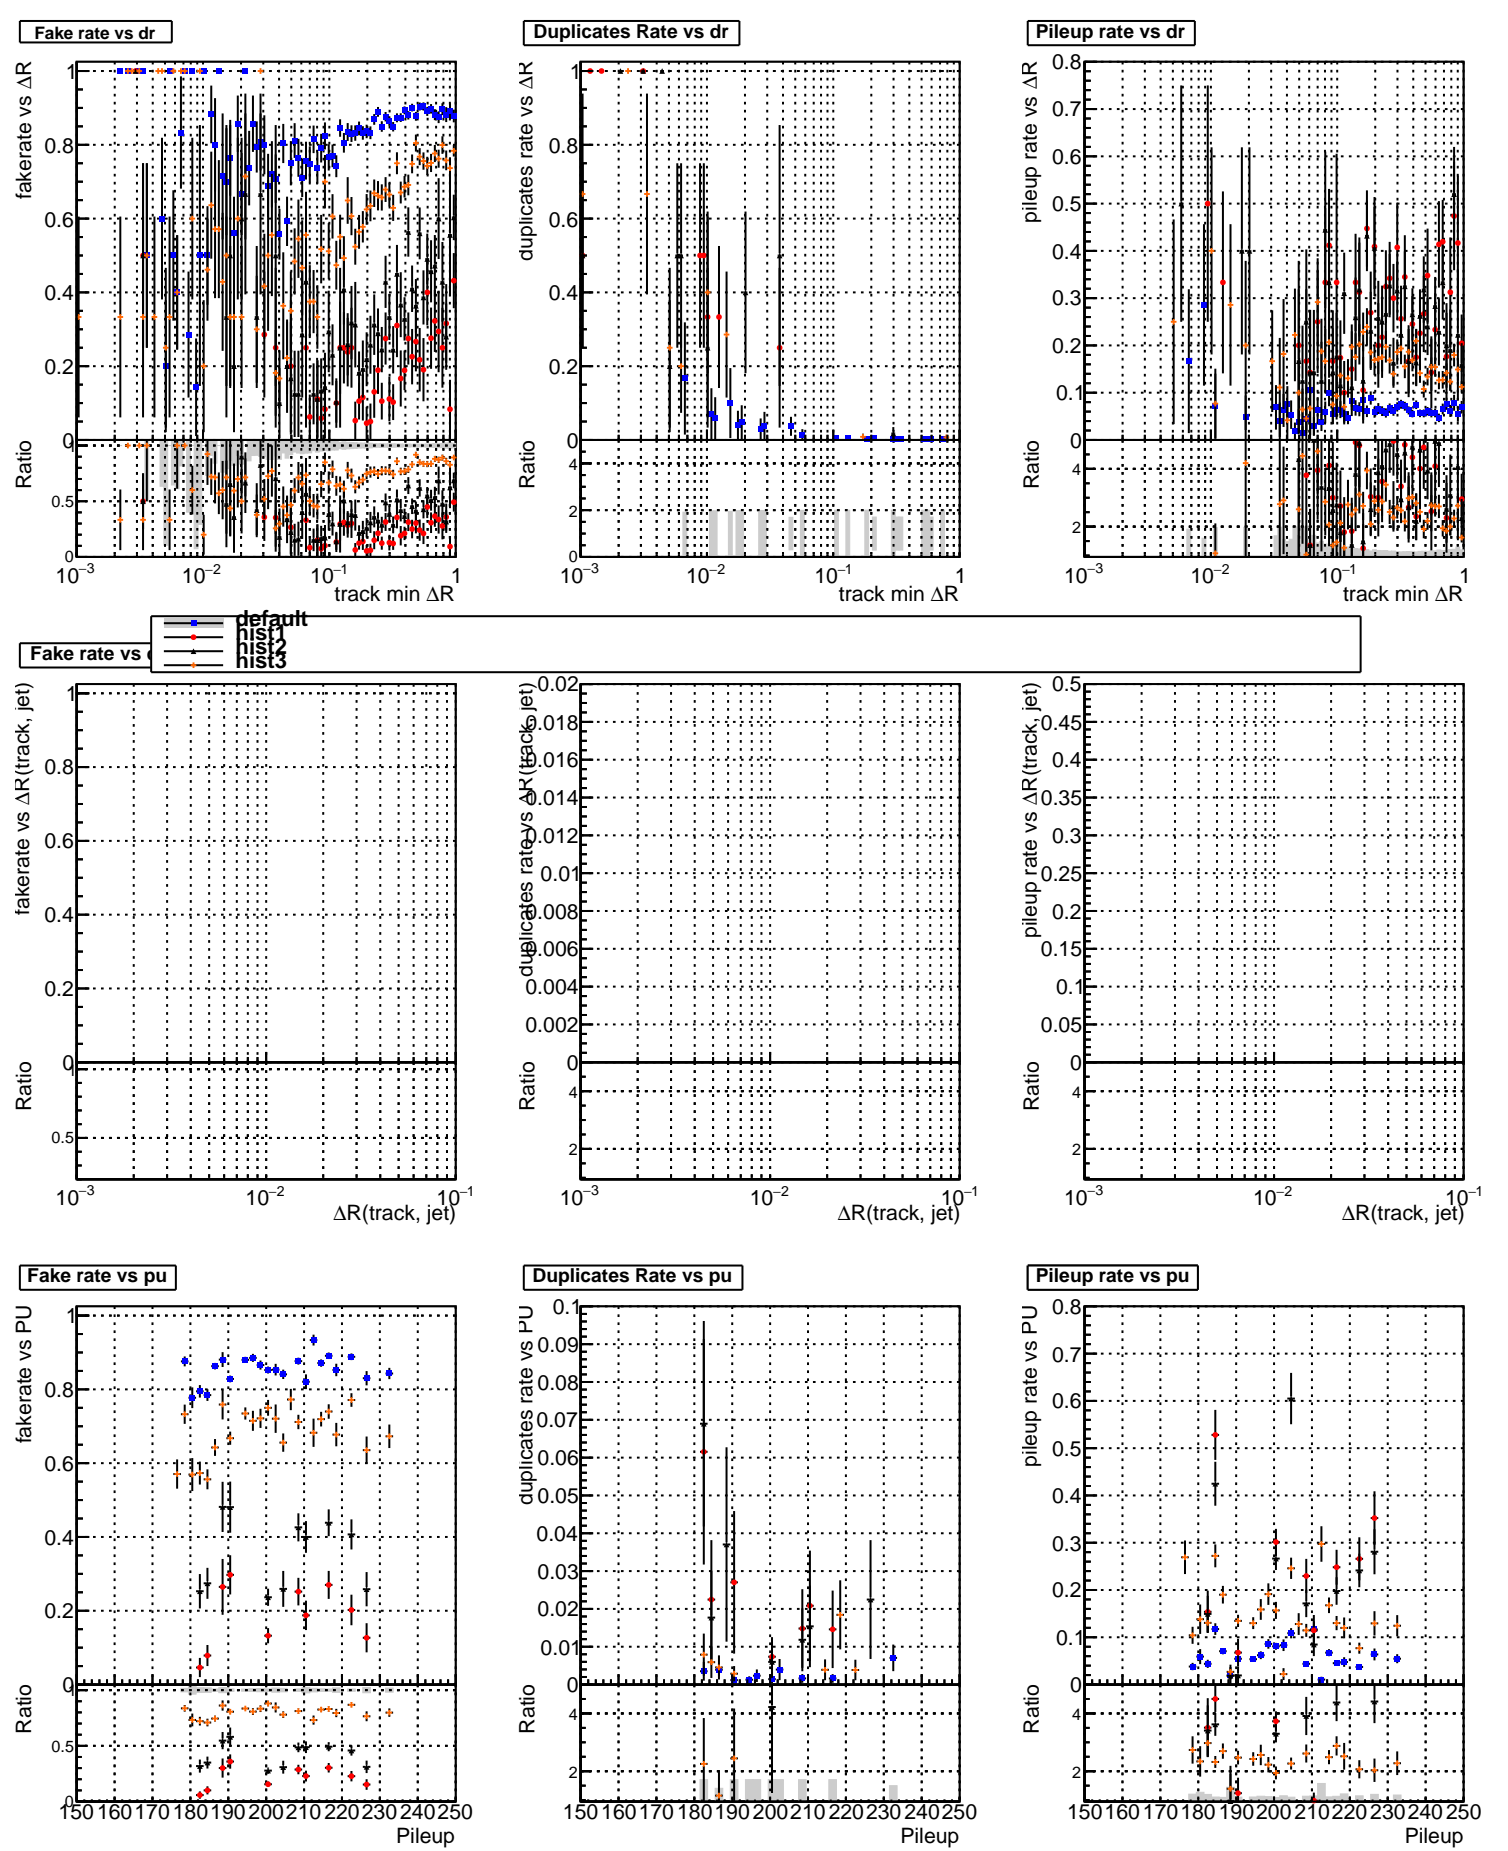 Fake rate vs dr
Duplicates Rate vs dr
Pileup rate vs dr
fakerate vs ΔR
1
0.8
0.6
0.4
0.2
0
Ratio
0.5
0
10⁻³
10⁻²
10⁻¹
1
track min ΔR
duplicates rate vs ΔR
1
0.8
0.6
0.4
0.2
0
Ratio
4
2
0
10⁻³
10⁻²
10⁻¹
1
track min ΔR
pileup rate vs ΔR
0.8
0.7
0.6
0.5
0.4
0.3
0.2
0.1
0
Ratio
4
2
10⁻³
10⁻²
10⁻¹
1
track min ΔR
default
hist1
hist2
hist3
Fake rate vs
fakerate vs ΔR(track, jet)
1
0.8
0.6
0.4
0.2
0
Ratio
0.5
10⁻³
10⁻²
10⁻¹
ΔR(track, jet)
duplicates rate vs ΔR(track, jet)
0.02
0.018
0.016
0.014
0.012
0.01
0.008
0.006
0.004
0.002
0
Ratio
4
2
10⁻³
10⁻²
10⁻¹
ΔR(track, jet)
pileup rate vs ΔR(track, jet)
0.5
0.45
0.4
0.35
0.3
0.25
0.2
0.15
0.1
0.05
0
Ratio
4
2
10⁻³
10⁻²
10⁻¹
ΔR(track, jet)
Fake rate vs pu
Duplicates Rate vs pu
Pileup rate vs pu
fakerate vs PU
1
0.8
0.6
0.4
0.2
0
Ratio
0.5
0
150 160 170 180 190 200 210 220 230 240 250
Pileup
duplicates rate vs PU
0.1
0.09
0.08
0.07
0.06
0.05
0.04
0.03
0.02
0.01
0
Ratio
4
2
150 160 170 180 190 200 210 220 230 240 250
Pileup
pileup rate vs PU
0.8
0.7
0.6
0.5
0.4
0.3
0.2
0.1
0
Ratio
4
2
150 160 170 180 190 200 210 220 230 240 250
Pileup